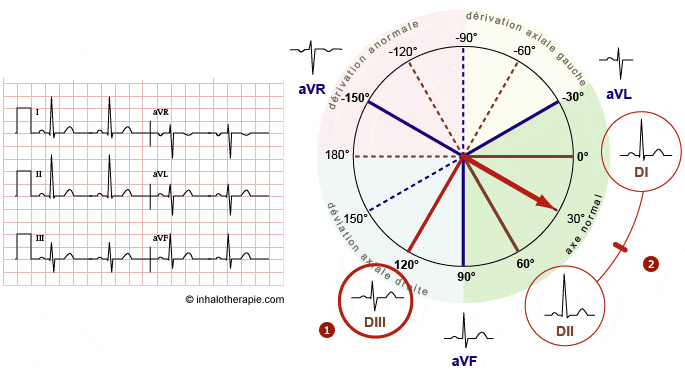 I
aVR
II
aVL
III
aVF
© inhalotherapie.com
dérivation anormale
dérivation axiale gauche
axe normal
déviation axiale droite
-90°
-120°
-60°
-150°
-30°
180°
0°
150°
30°
120°
90°
60°
aVR
aVL
DI
DII
DIII
aVF
1
2